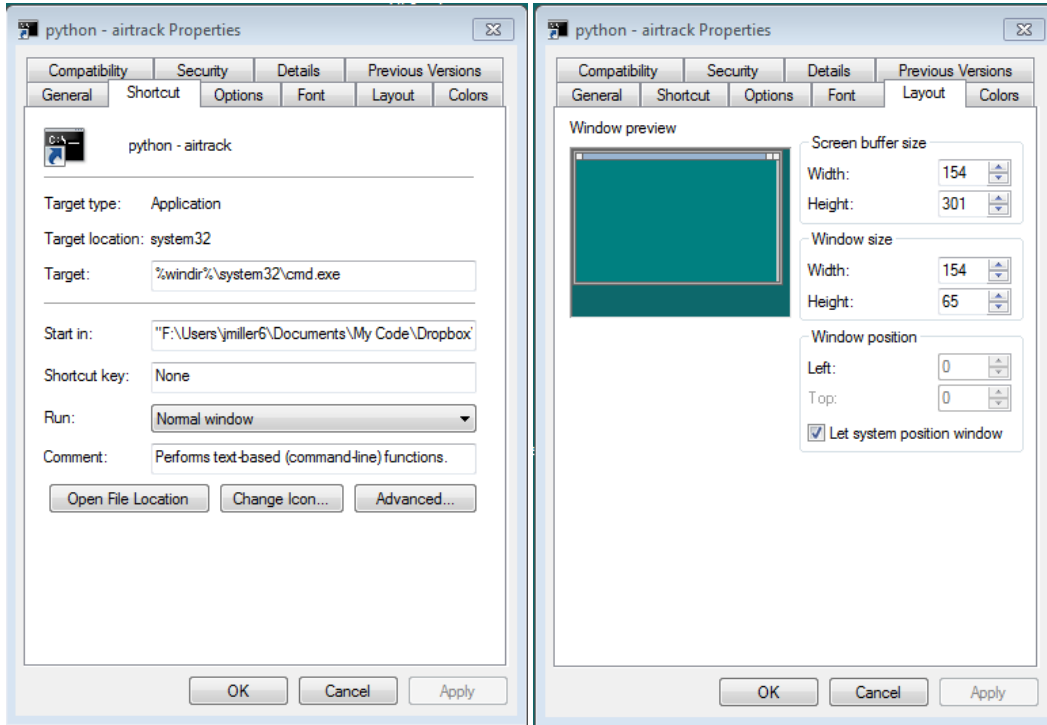 python - airtrack Properties
Compatibility Security Details Previous Versions
General Shortcut Options Font Layout Colors
C:\
python - airtrack
Target type: Application
Target location: system32
Target: %windir%\system32\cmd.exe
Start in: "F:\Users\jmiller6\Documents\My Code\Dropbox
Shortcut key: None
Run: Normal window
Comment: Performs text-based (command-line) functions.
Open File Location Change Icon... Advanced...
OK Cancel Apply
python - airtrack Properties
Compatibility Security Details Previous Versions
General Shortcut Options Font Layout Colors
Window preview
Screen buffer size
Width: 154
Height: 301
Window size
Width: 154
Height: 65
Window position
Left: 0
Top: 0
Let system position window
OK Cancel Apply